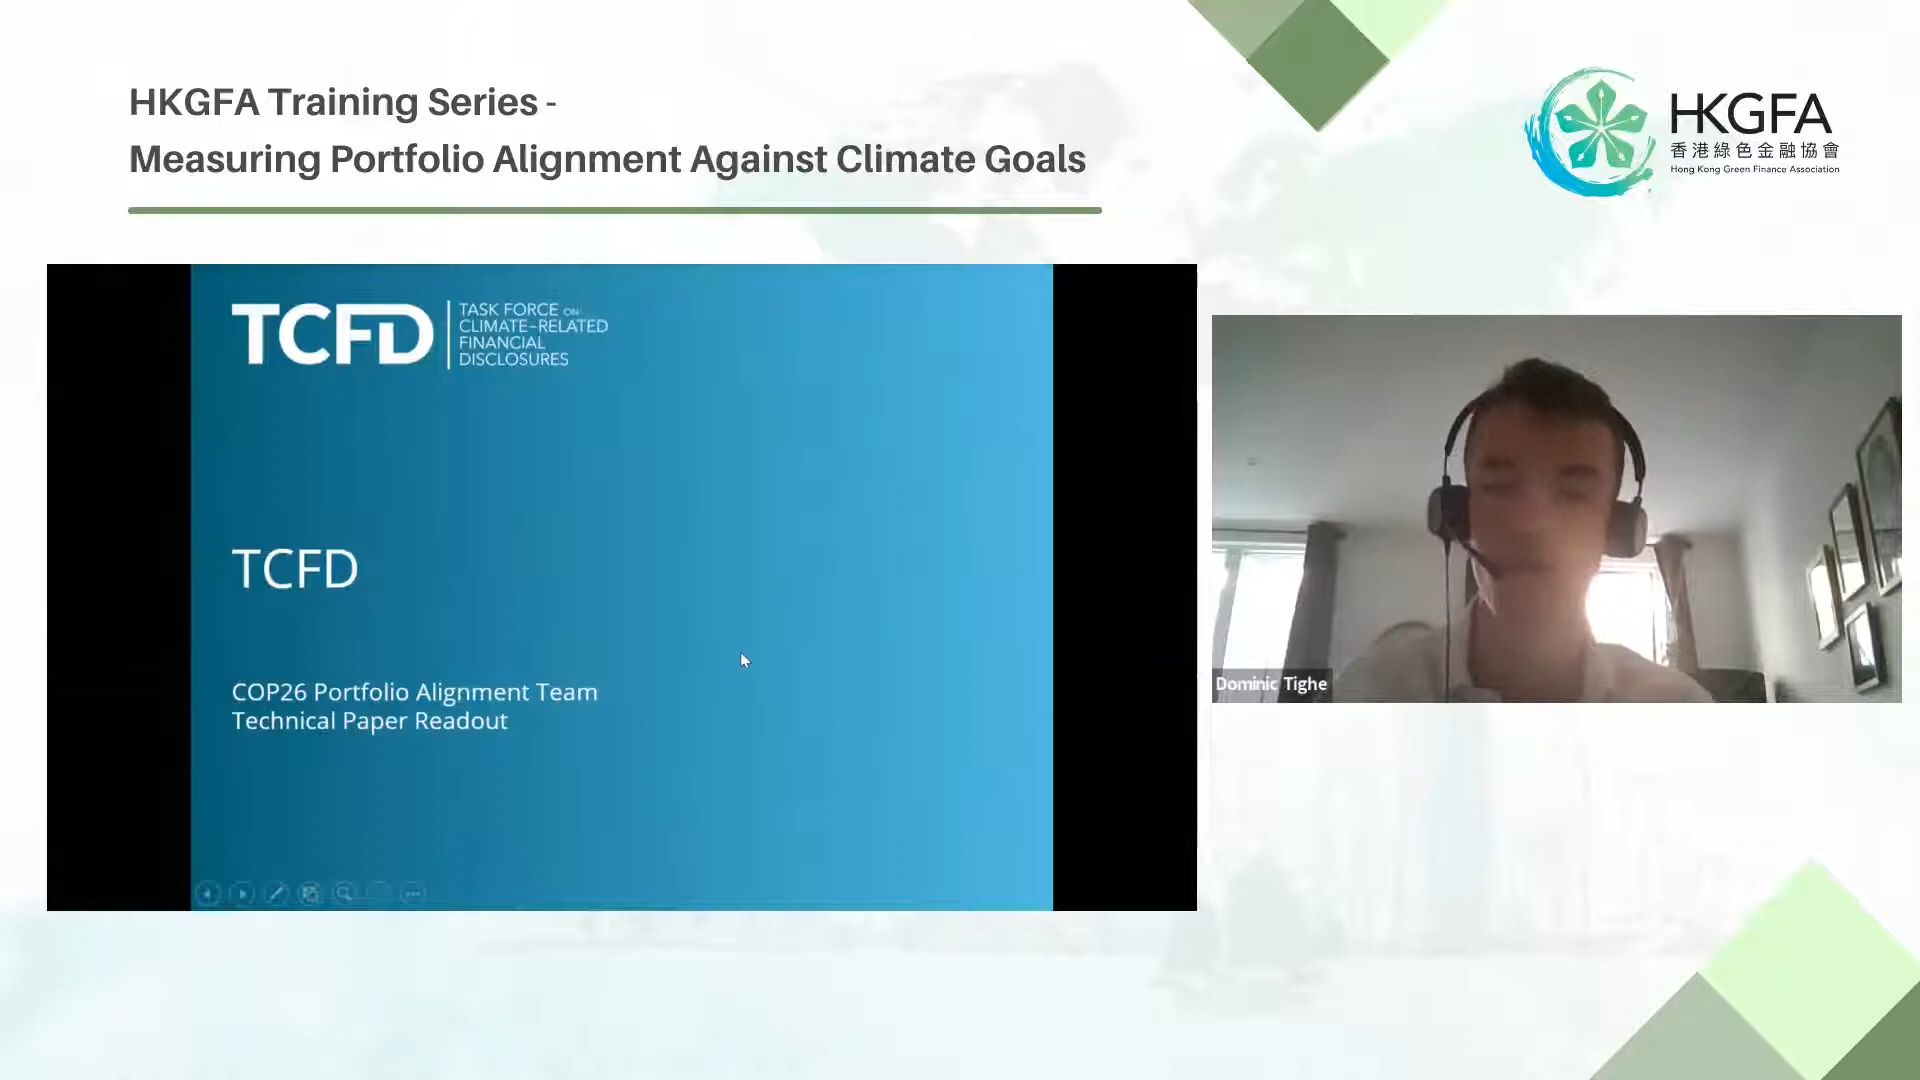 HKGFA Training Series -
Measuring Portfolio Alignment Against Climate Goals
HKGFA
香港綠色金融協會
Hong Kong Green Finance Association
TCFD
TASK FORCE ON
CLIMATE-RELATED
FINANCIAL
DISCLOSURES
TCFD
COP26 Portfolio Alignment Team
Technical Paper Readout
Dominic Tighe